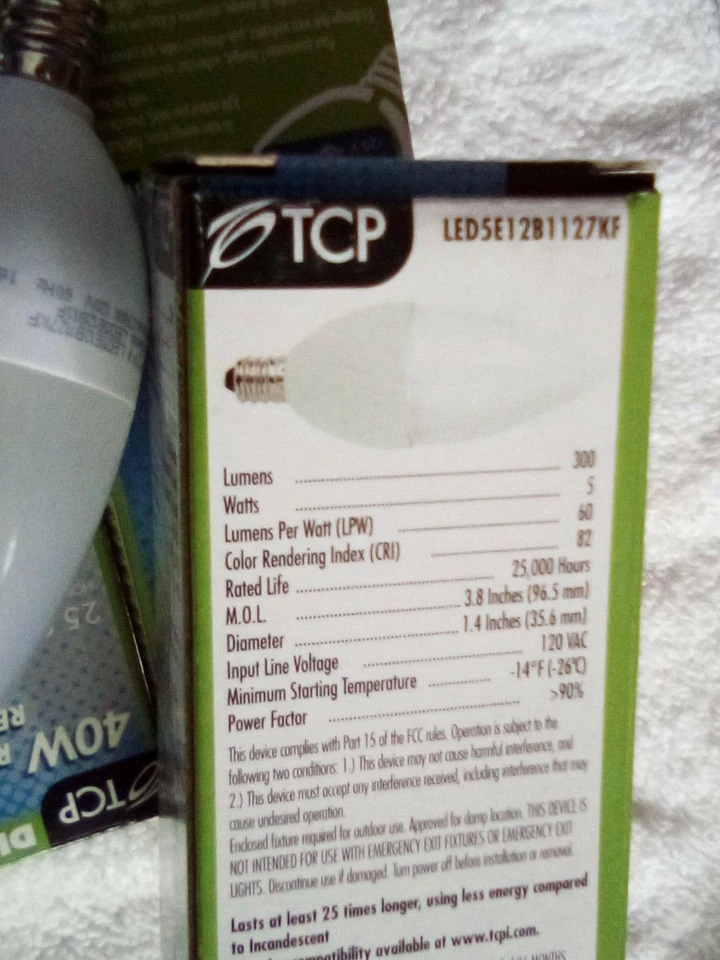 TCP
LED5E12B1127KF
Lumens 300
Watts 5
Lumens Per Watt (LPW) 60
Color Rendering Index (CRI) 82
Rated Life 25,000 Hours
M.O.L. 3.8 Inches (96.5 mm)
Diameter 1.4 Inches (35.6 mm)
Input Line Voltage 120 VAC
Minimum Starting Temperature -14°F (-26°C)
Power Factor >90%
This device complies with Part 15 of the FCC rules. Operation is subject to the
following two conditions: 1.) This device may not cause harmful interference, and
2.) This device must accept any interference received, including interference that may
cause undesired operation.
Enclosed fixture required for outdoor use. Approved for damp location. THIS DEVICE IS
NOT INTENDED FOR USE WITH EMERGENCY EXIT FIXTURES OR EMERGENCY EXIT
LIGHTS. Discontinue use if damaged. Turn power off before installation or removal.
Lasts at least 25 times longer, using less energy compared
to Incandescent
compatibility available at www.tcpi.com.
MONTHS
40W
TCP